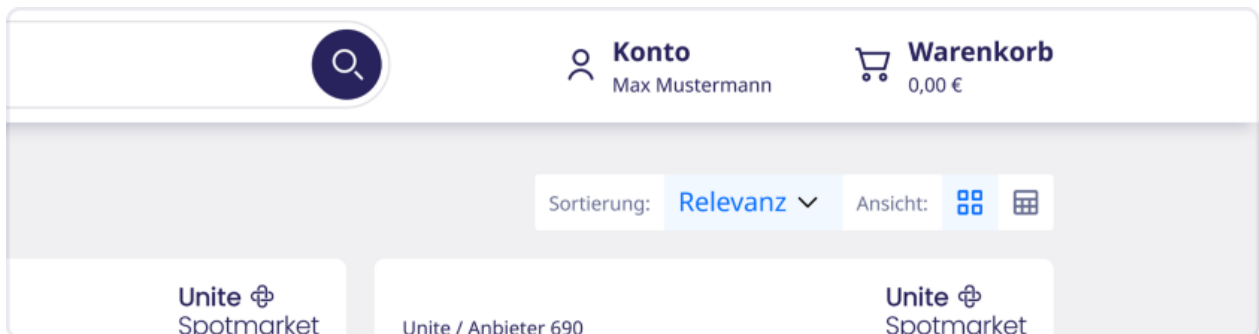 Konto
Max Mustermann
Warenkorb
0,00 €
Sortierung: Relevanz Ansicht:
Unite
Spotmarket
Unite / Anbieter 690
Unite
Spotmarket